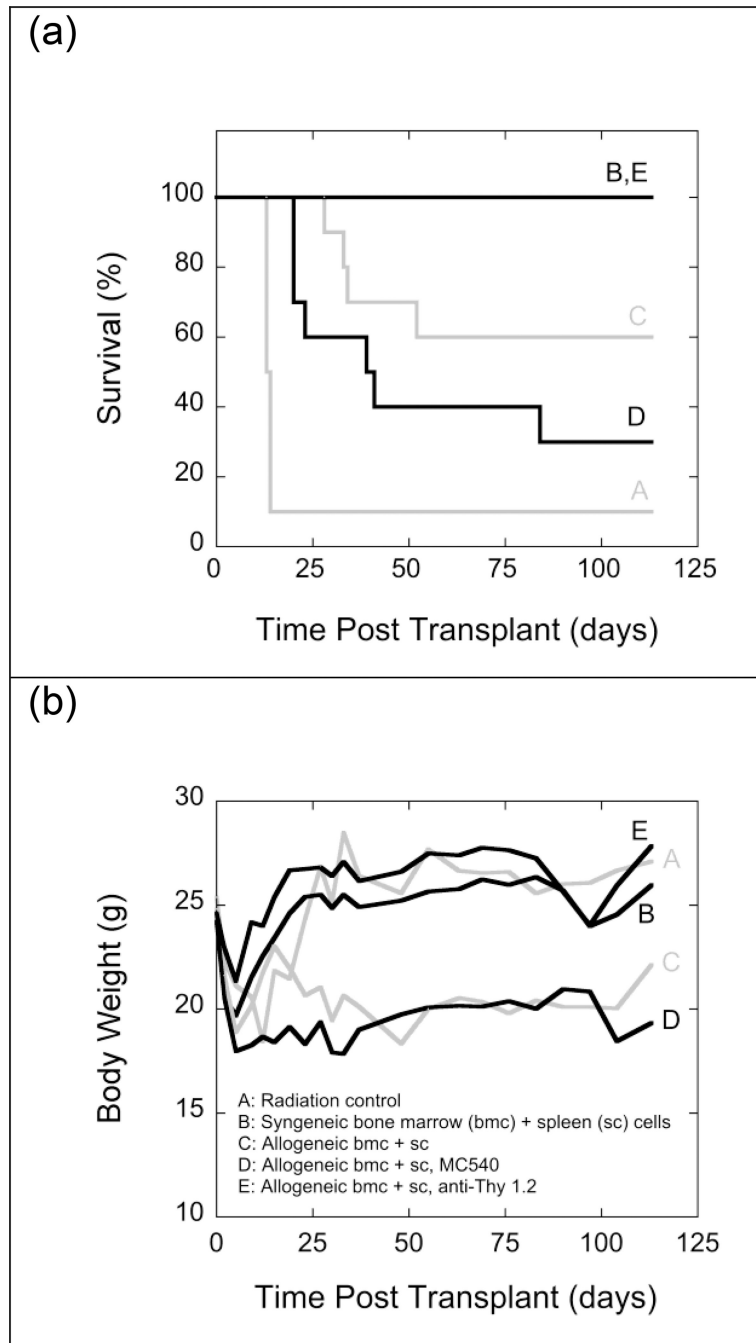 (a)
B,E
100
80
60
40
20
0
C
D
A
Survival (%)
0 25 50 75 100 125
Time Post Transplant (days)
(b)
30
25
20
15
10
E
A
B
C
D
Body Weight (g)
A: Radiation control
B: Syngeneic bone marrow (bmc) + spleen (sc) cells
C: Allogeneic bmc + sc
D: Allogeneic bmc + sc, MC540
E: Allogeneic bmc + sc, anti-Thy 1.2
0 25 50 75 100 125
Time Post Transplant (days)